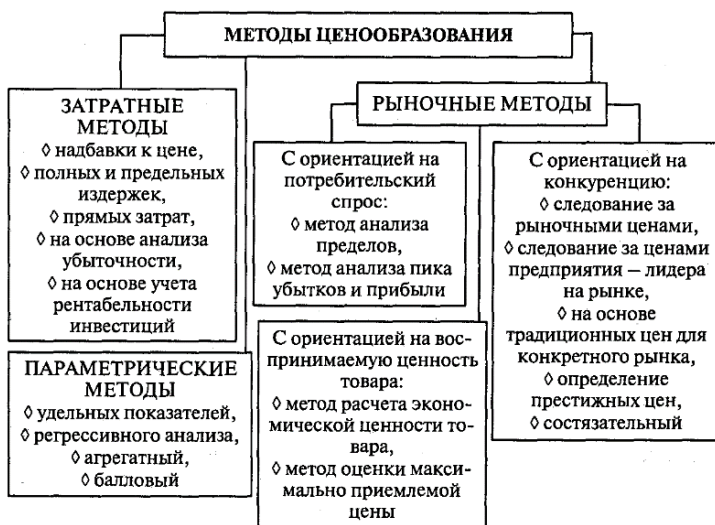 МЕТОДЫ ЦЕНООБРАЗОВАНИЯ
ЗАТРАТНЫЕ
МЕТОДЫ
◊ надбавки к цене,
◊ полных и предельных
издержек,
◊ прямых затрат,
◊ на основе анализа
убыточности,
◊ на основе учета
рентабельности
инвестиций
ПАРАМЕТРИЧЕСКИЕ
МЕТОДЫ
◊ удельных показателей,
◊ регрессивного анализа,
◊ агрегатный,
◊ балловый
РЫНОЧНЫЕ МЕТОДЫ
С ориентацией на
потребительский
спрос:
◊ метод анализа
пределов,
◊ метод анализа пика
убытков и прибыли
С ориентацией на вос-
принимаемую ценность
товара:
◊ метод расчета эконо-
мической ценности то-
вара,
◊ метод оценки макси-
мально приемлемой
цены
С ориентацией на
конкуренцию:
◊ следование за
рыночными ценами,
◊ следование за ценами
предприятия – лидера
на рынке,
◊ на основе
традиционных цен для
конкретного рынка,
◊ определение
престижных цен,
◊ состязательный